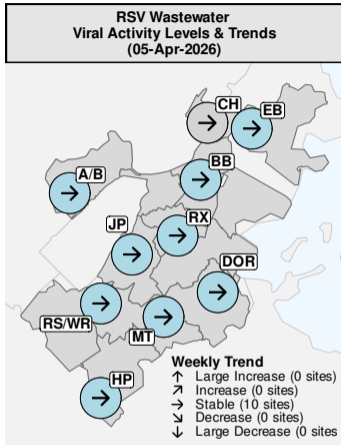 RSV Wastewater
Viral Activity Levels & Trends
(05-Apr-2026)
CH
EB
A/B
BB
JP
RX
DOR
RS/WR
MT
HP
Weekly Trend
↑ Large Increase (0 sites)
↗ Increase (0 sites)
→ Stable (10 sites)
↘ Decrease (0 sites)
↓ Large Decrease (0 sites)